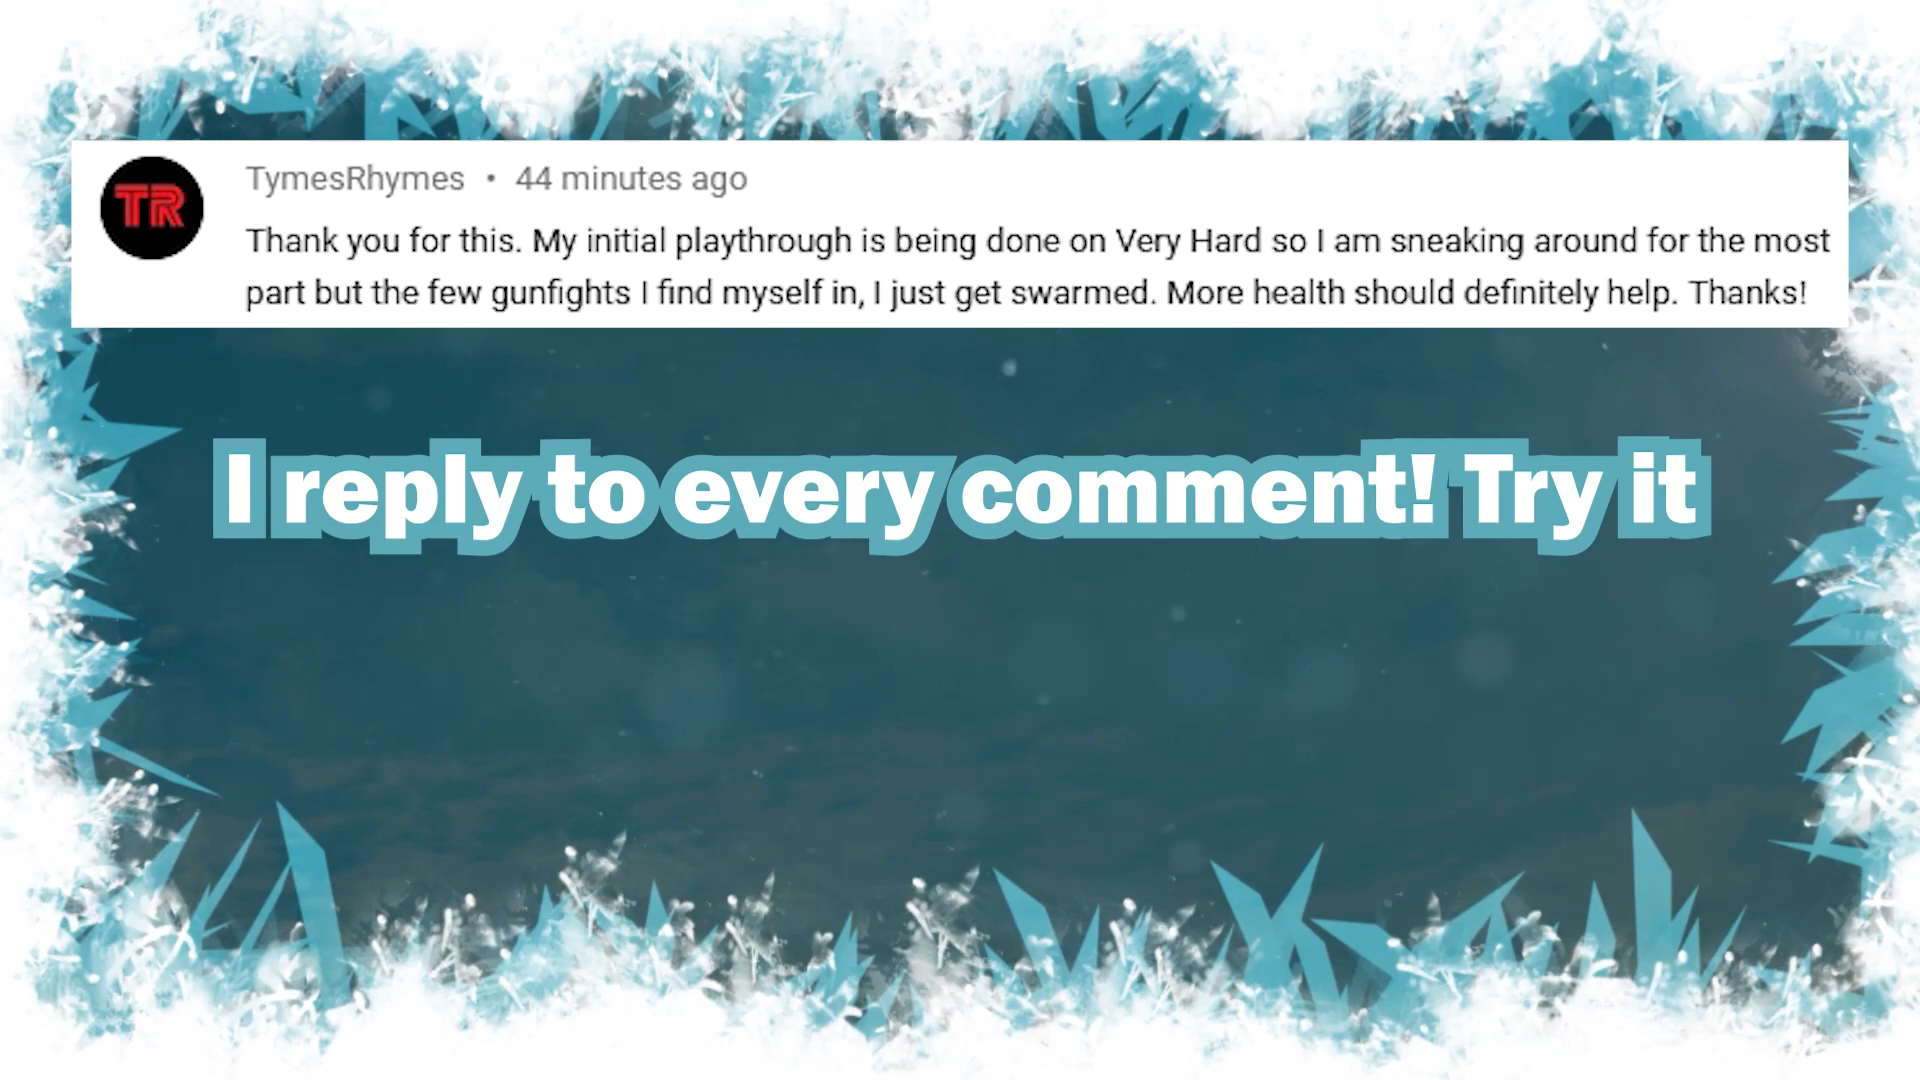 TR
TymesRhymes • 44 minutes ago
Thank you for this. My initial playthrough is being done on Very Hard so I am sneaking around for the most
part but the few gunfights I find myself in, I just get swarmed. More health should definitely help. Thanks!
I reply to every comment! Try it